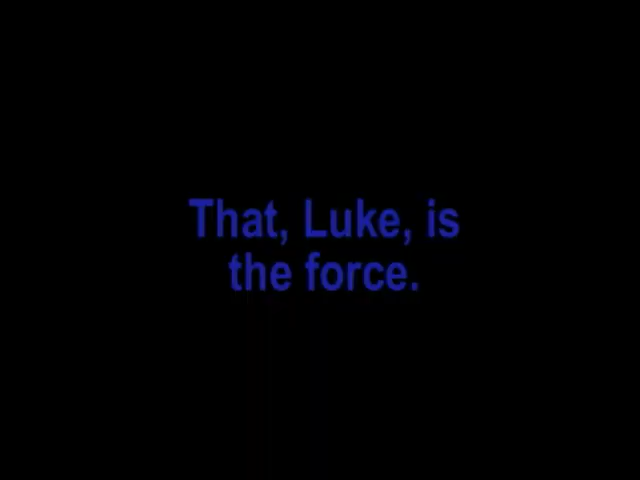 That, Luke, is
the force.